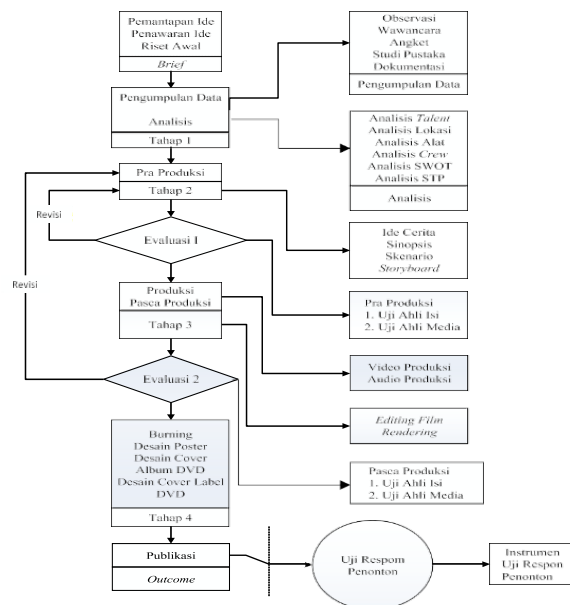 Pemantapan Ide
Penawaran Ide
Riset Awal
Brief
Observasi
Wawancara
Angket
Studi Pustaka
Dokumentasi
Pengumpulan Data
Pengumpulan Data
Analisis
Tahap 1
Analisis Talent
Analisis Lokasi
Analisis Alat
Analisis Crew
Analisis SWOT
Analisis STP
Analisis
Pra Produksi
Tahap 2
Revisi
Evaluasi 1
Ide Cerita
Sinopsis
Skenario
Storyboard
Revisi
Produksi
Pasca Produksi
Tahap 3
Pra Produksi
1. Uji Ahli Isi
2. Uji Ahli Media
Evaluasi 2
Video Produksi
Audio Produksi
Editing Film
Rendering
Burning
Desain Poster
Desain Cover
Album DVD
Desain Cover Label
DVD
Tahap 4
Pasca Produksi
1. Uji Ahli Isi
2. Uji Ahli Media
Publikasi
Outcome
Uji Respom
Penonton
Instrumen
Uji Respon
Penonton